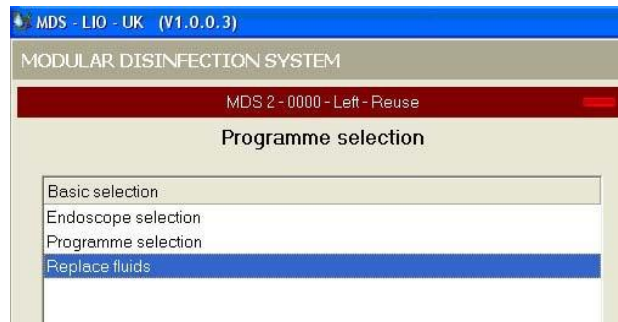 MDS - LIO - UK (V1.0.0.3)
MODULAR DISINFECTION SYSTEM
MDS 2 - 0000 - Left - Reuse
Programme selection
Basic selection
Endoscope selection
Programme selection
Replace fluids